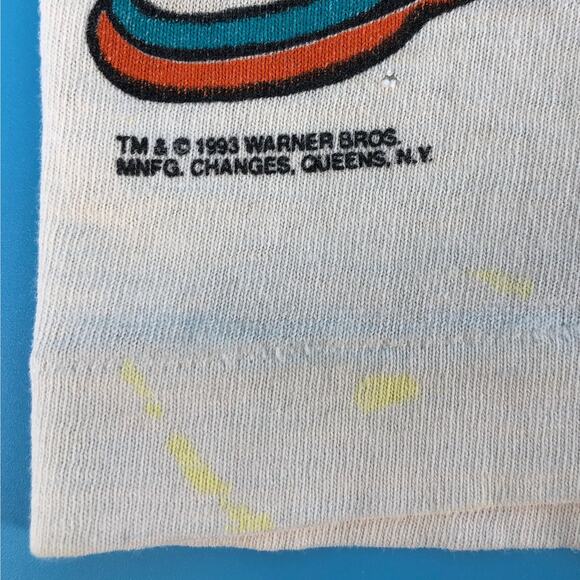 TM & © 1993 WARNER BROS.
MNFG. CHANGES, QUEENS, N.Y.